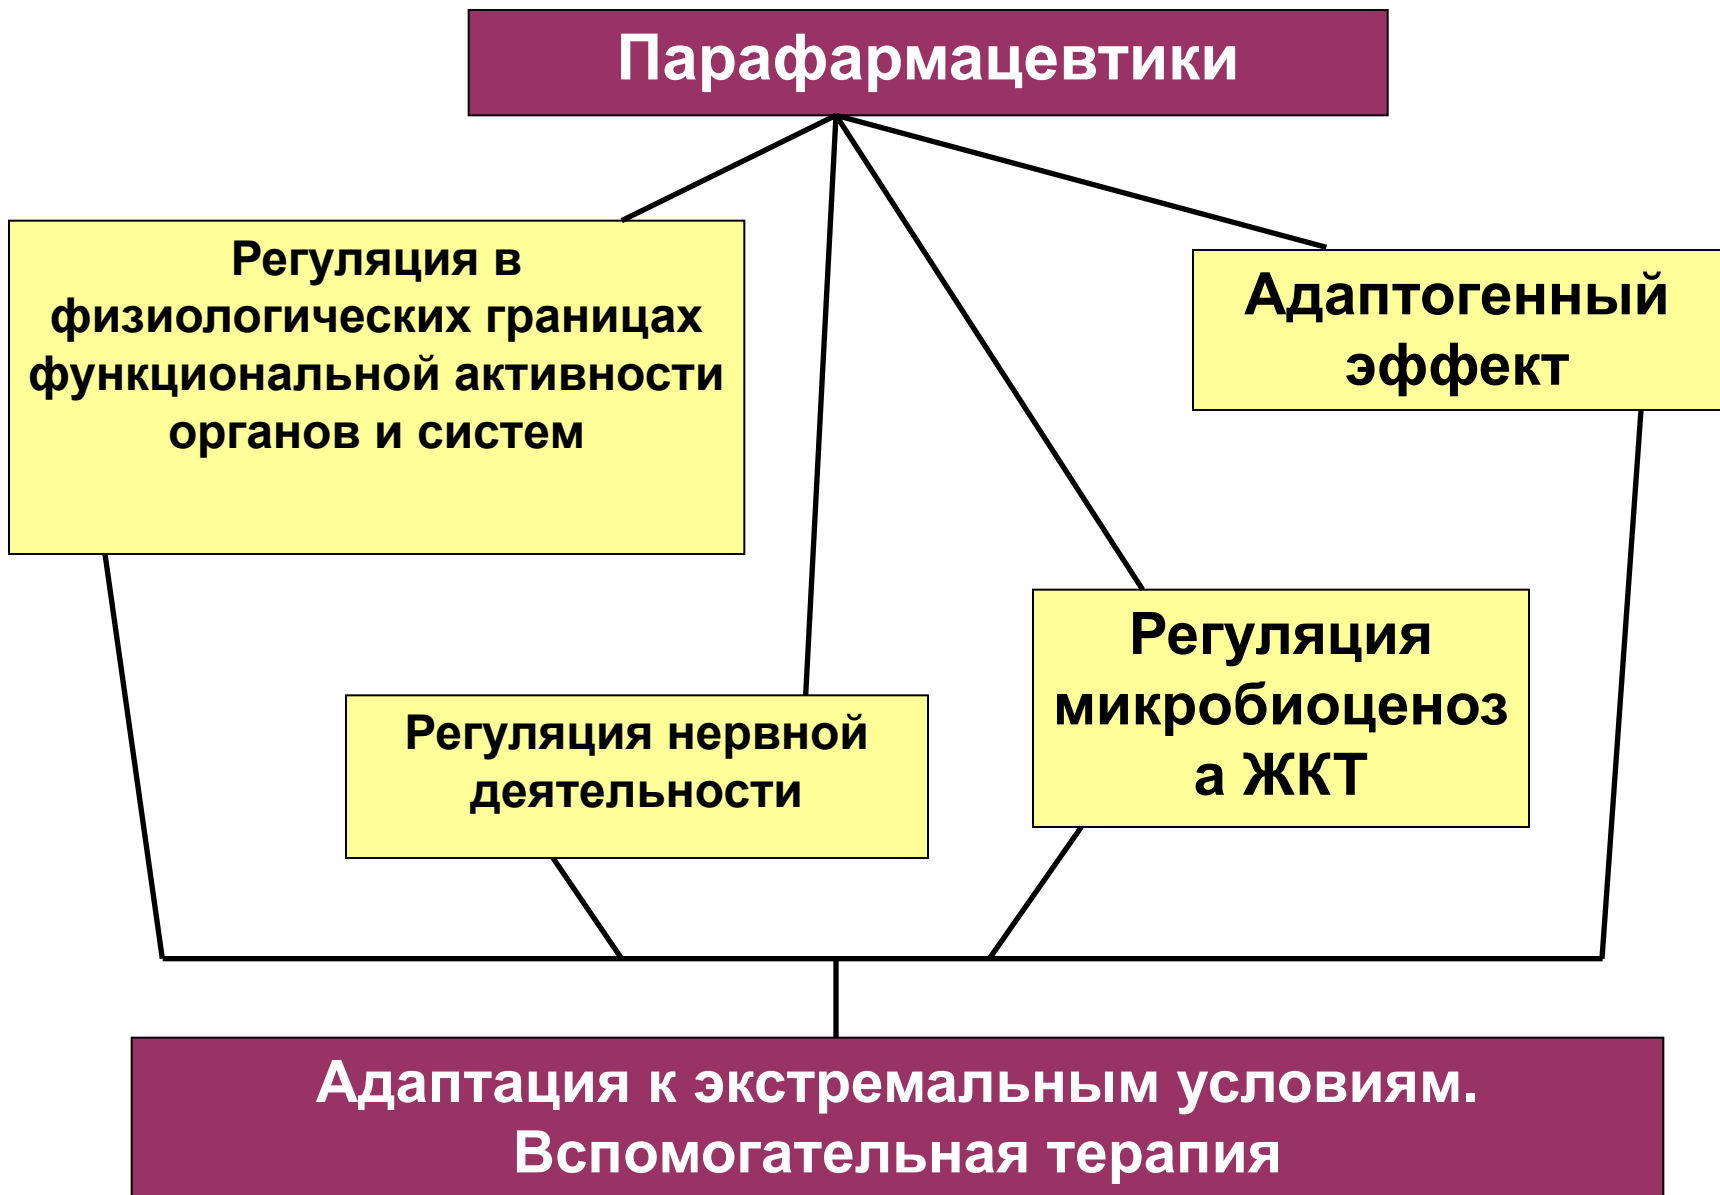 Парафармацевтики
Регуляция в
физиологических границах
функциональной активности
органов и систем
Адаптогенный
эффект
Регуляция
микробиоценоз
а ЖКТ
Регуляция нервной
деятельности
Адаптация к экстремальным условиям.
Вспомогательная терапия